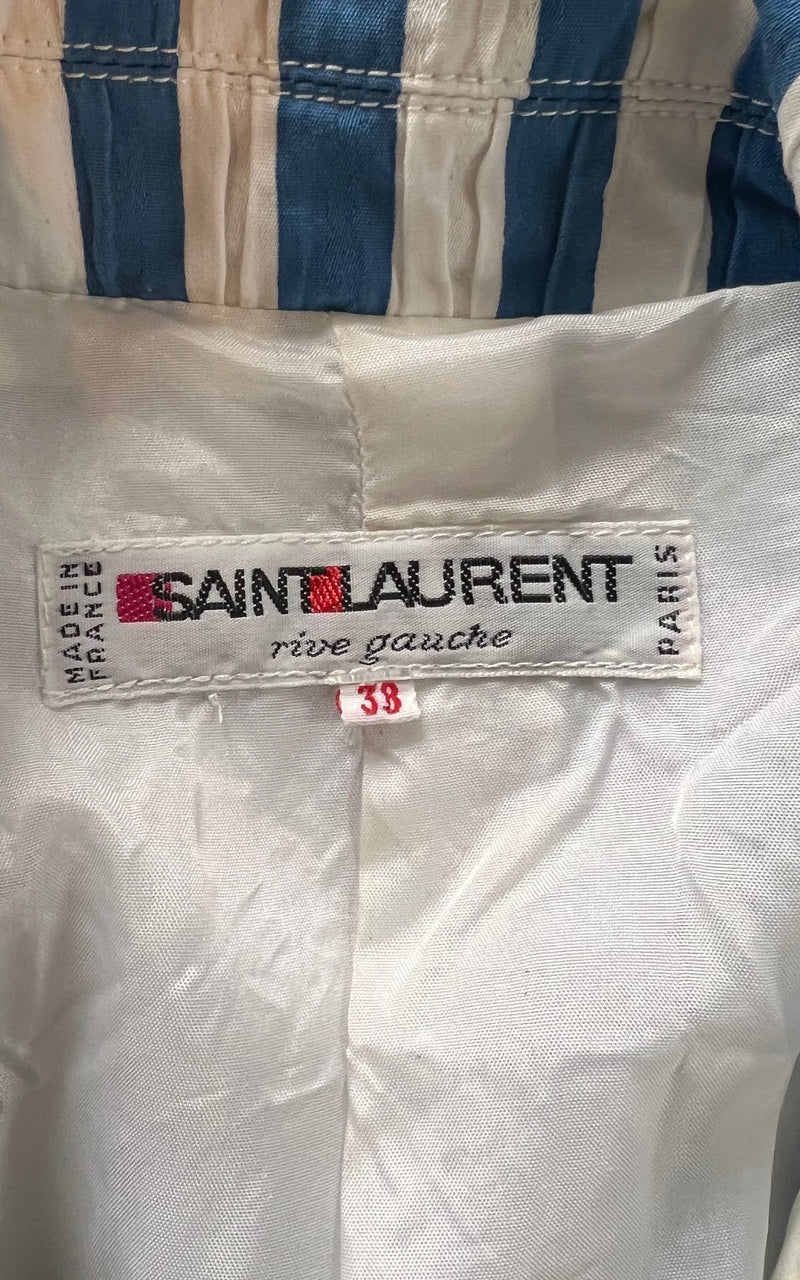 MADE IN
FRANCE
SAINT LAURENT
rive gauche
PARIS
38